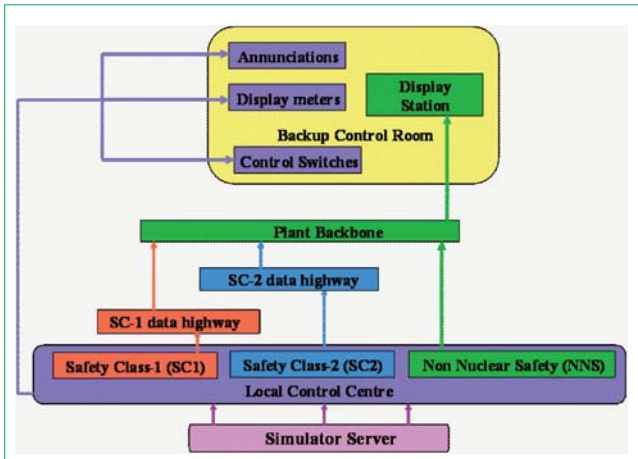 Annunciations
Display meters
Display
Station
Backup Control Room
Control Switches
Plant Backbone
SC-2 data highway
SC-1 data highway
Safety Class-1 (SC1)
Safety Class-2 (SC2)
Non Nuclear Safety (NNS)
Local Control Centre
Simulator Server